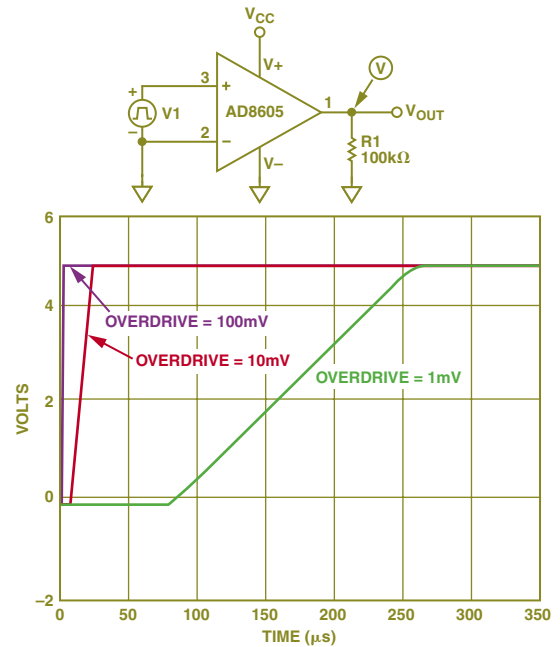 VCC
V+
3
+
+
V1
AD8605
1
V
VOUT
–
2
–
R1
100kΩ
V–
6
4
OVERDRIVE = 100mV
OVERDRIVE = 10mV
OVERDRIVE = 1mV
VOLTS
2
0
–2
0
50
100
150
200
250
300
350
TIME (μs)